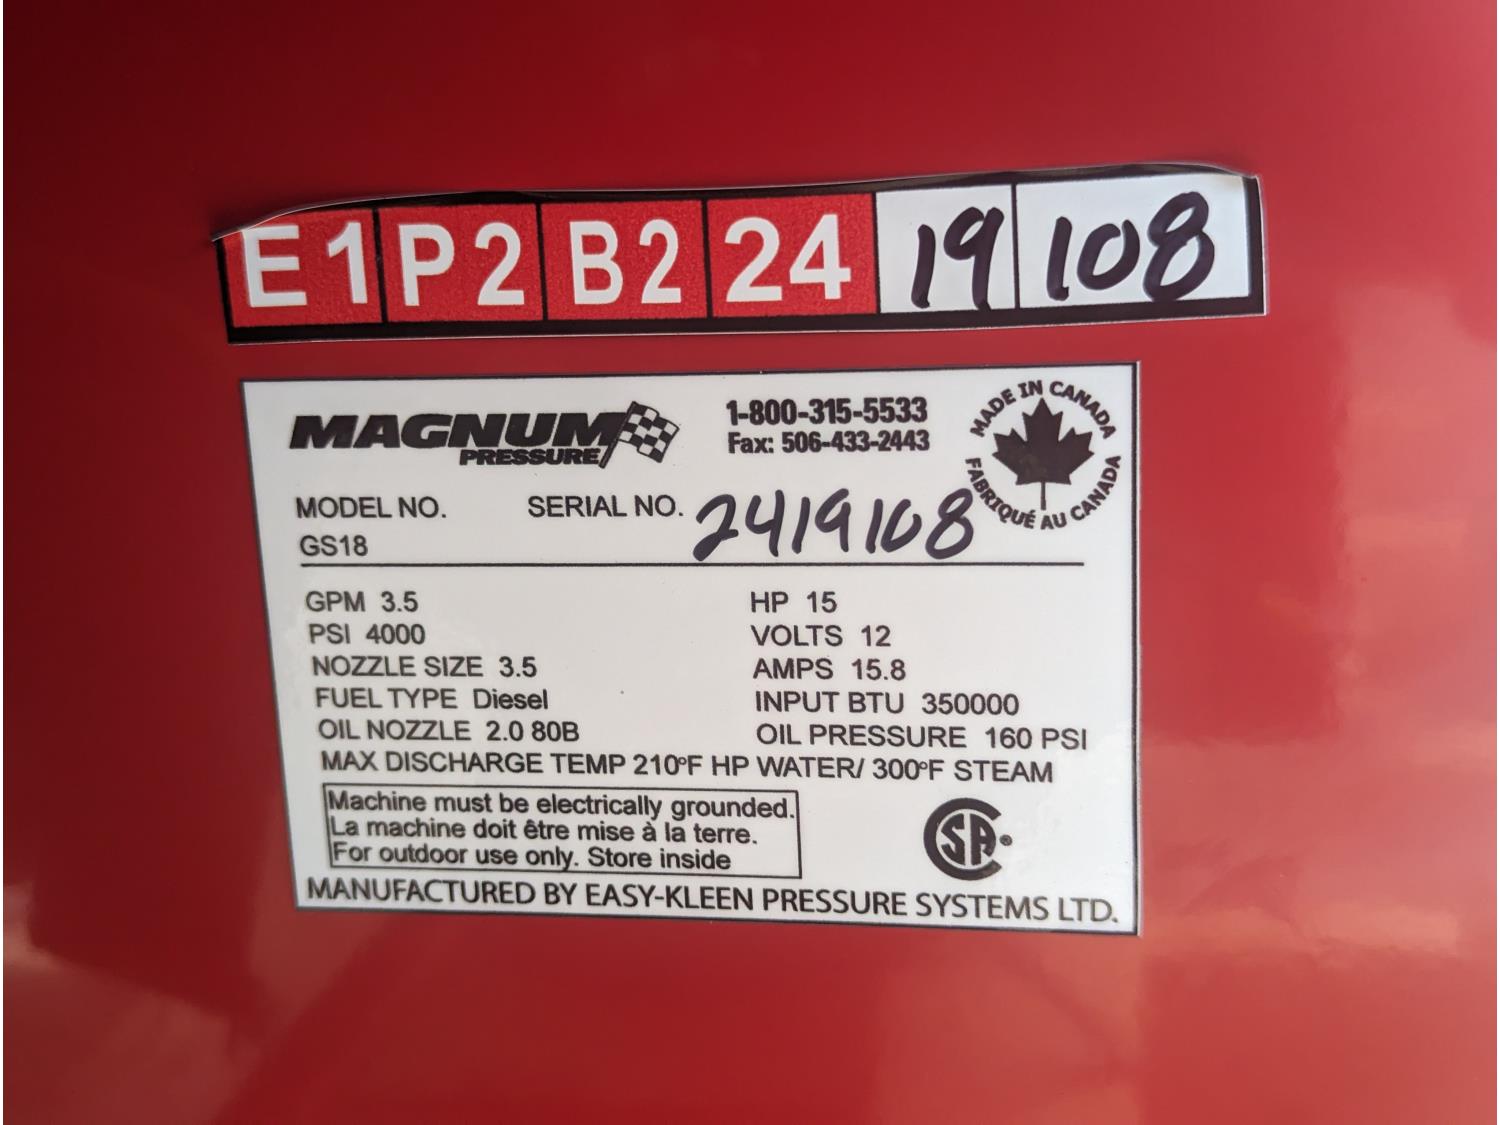 E1 P2 B2 24 19 108
MAGNUM
PRESSURE
1-800-315-5533
Fax: 506-433-2443
MADE IN CANADA
FABRIQUÉ AU CANADA
MODEL NO. SERIAL NO. 2419108
GS18
GPM 3.5 HP 15
PSI 4000 VOLTS 12
NOZZLE SIZE 3.5 AMPS 15.8
FUEL TYPE Diesel INPUT BTU 350000
OIL NOZZLE 2.0 80B OIL PRESSURE 160 PSI
MAX DISCHARGE TEMP 210°F HP WATER/ 300°F STEAM
Machine must be electrically grounded.
La machine doit être mise à la terre.
For outdoor use only. Store inside
CSA®
MANUFACTURED BY EASY-KLEEN PRESSURE SYSTEMS LTD.